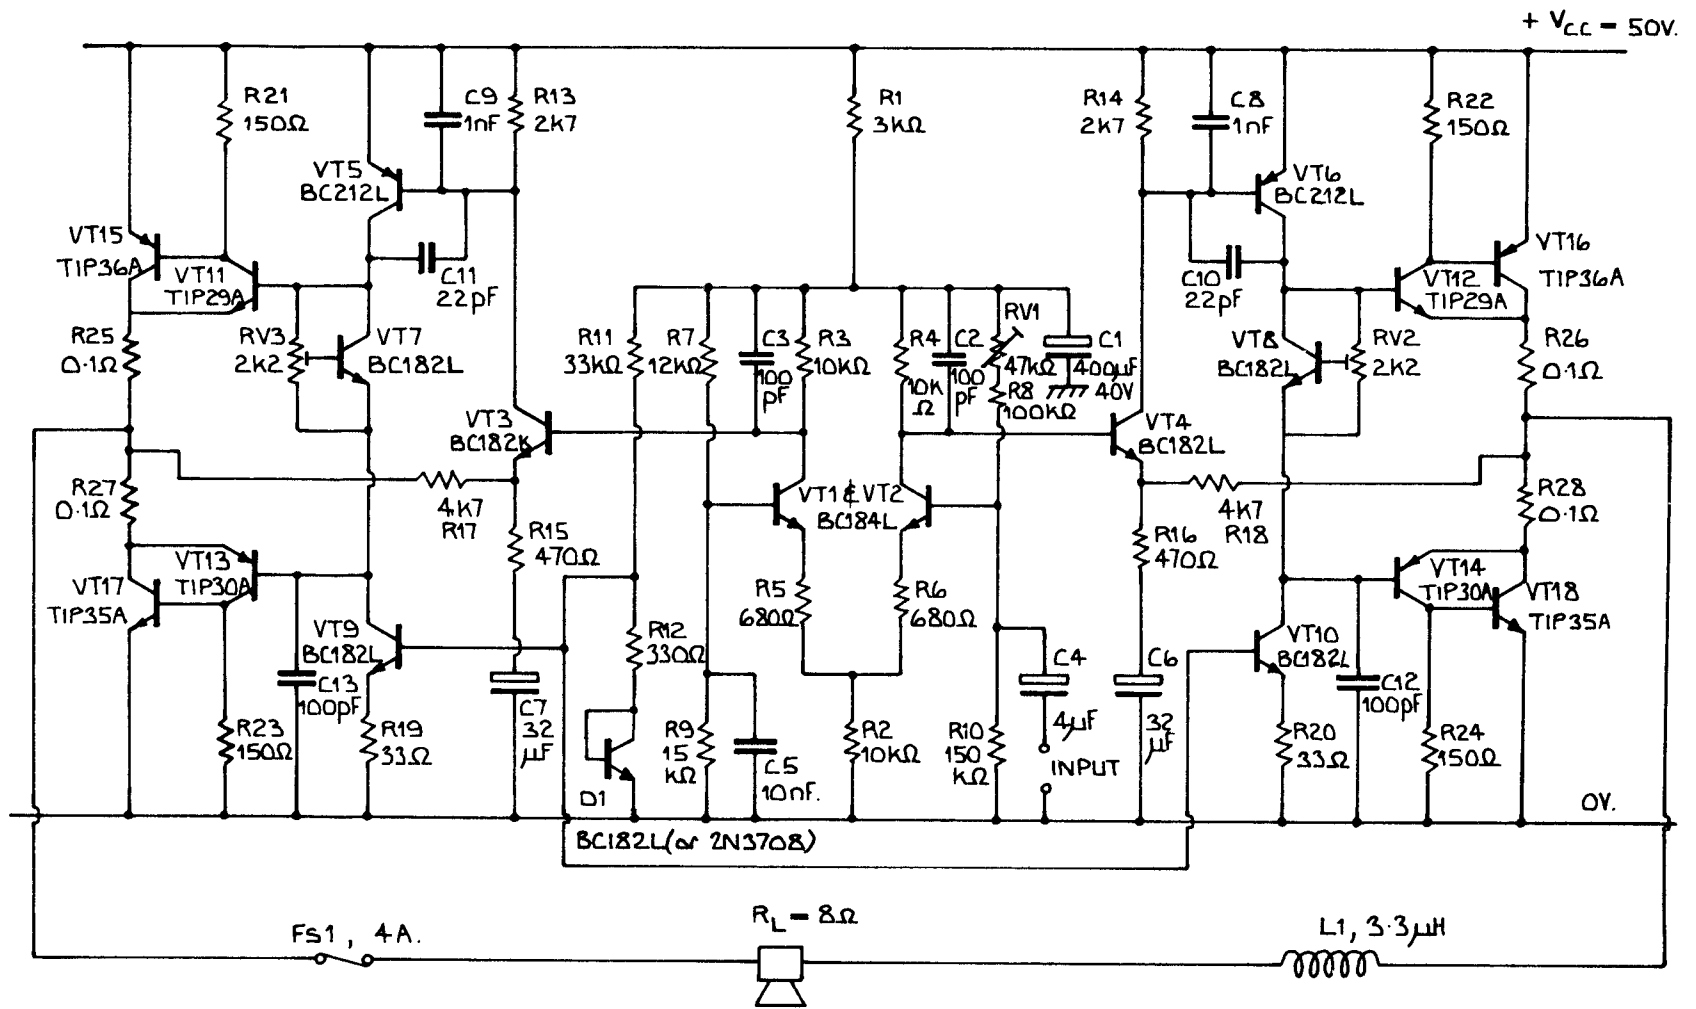 + VCC = 50V.
R21
150Ω
C9
1nF
R13
2k7
R1
3kΩ
R14
2k7
C8
1nF
R22
150Ω
VT5
BC212L
VT6
BC212L
VT15
TIP36A
VT11
TIP29A
C11
22pF
C10
22pF
VT12
TIP29A
VT16
TIP36A
R25
0.1Ω
RV3
2k2
VT7
BC182L
R11
33kΩ
R7
12kΩ
C3
100
pF
R3
10kΩ
R4
10k
Ω
C2
100
pF
RV1
47kΩ
R8
100kΩ
C1
400µF
40V
VT8
BC182L
RV2
2k2
R26
0.1Ω
VT3
BC182K
VT4
BC182L
R27
0.1Ω
4k7
R17
R15
470Ω
VT1 & VT2
BC184L
4k7
R18
R16
470Ω
R28
0.1Ω
VT13
TIP30A
VT17
TIP35A
R5
680Ω
R6
680Ω
VT14
TIP30A
VT18
TIP35A
VT9
BC182L
R12
330Ω
VT10
BC182L
C13
100pF
C7
32
µF
C4
4µF
C6
32
µF
C12
100pF
R23
150Ω
R19
33Ω
R9
15
kΩ
C5
10nF.
R2
10kΩ
R10
150
kΩ
INPUT
R20
33Ω
R24
150Ω
D1
BC182L (or 2N3708)
0V.
FS1, 4A.
RL = 8Ω
L1, 3.3µH